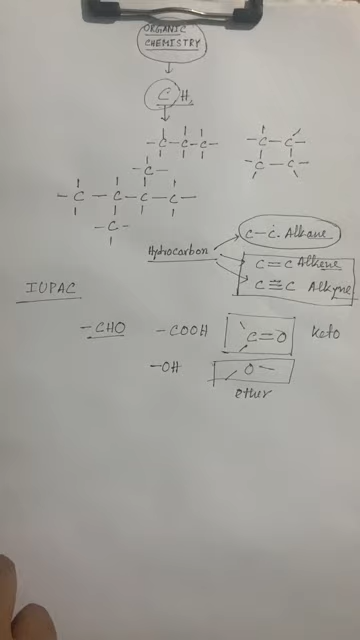 ORGANIC
CHEMISTRY
C H,
-C-C-C-
-C-
-C-C-
-C-C-
-C-C-C-C-
-C-
C-C. Alkane
Hydrocarbon
C=C Alkene
C≡C Alkyne
IUPAC
-CHO -COOH C=O Keto
-OH -O-
ether